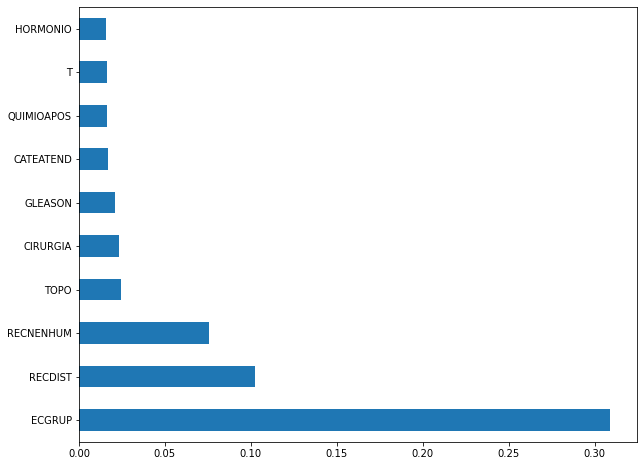 HORMONIO
T
QUIMIOAPOS
CATEATEND
GLEASON
CIRURGIA
TOPO
RECNENHUM
RECDIST
ECGRUP
0.00 0.05 0.10 0.15 0.20 0.25 0.30